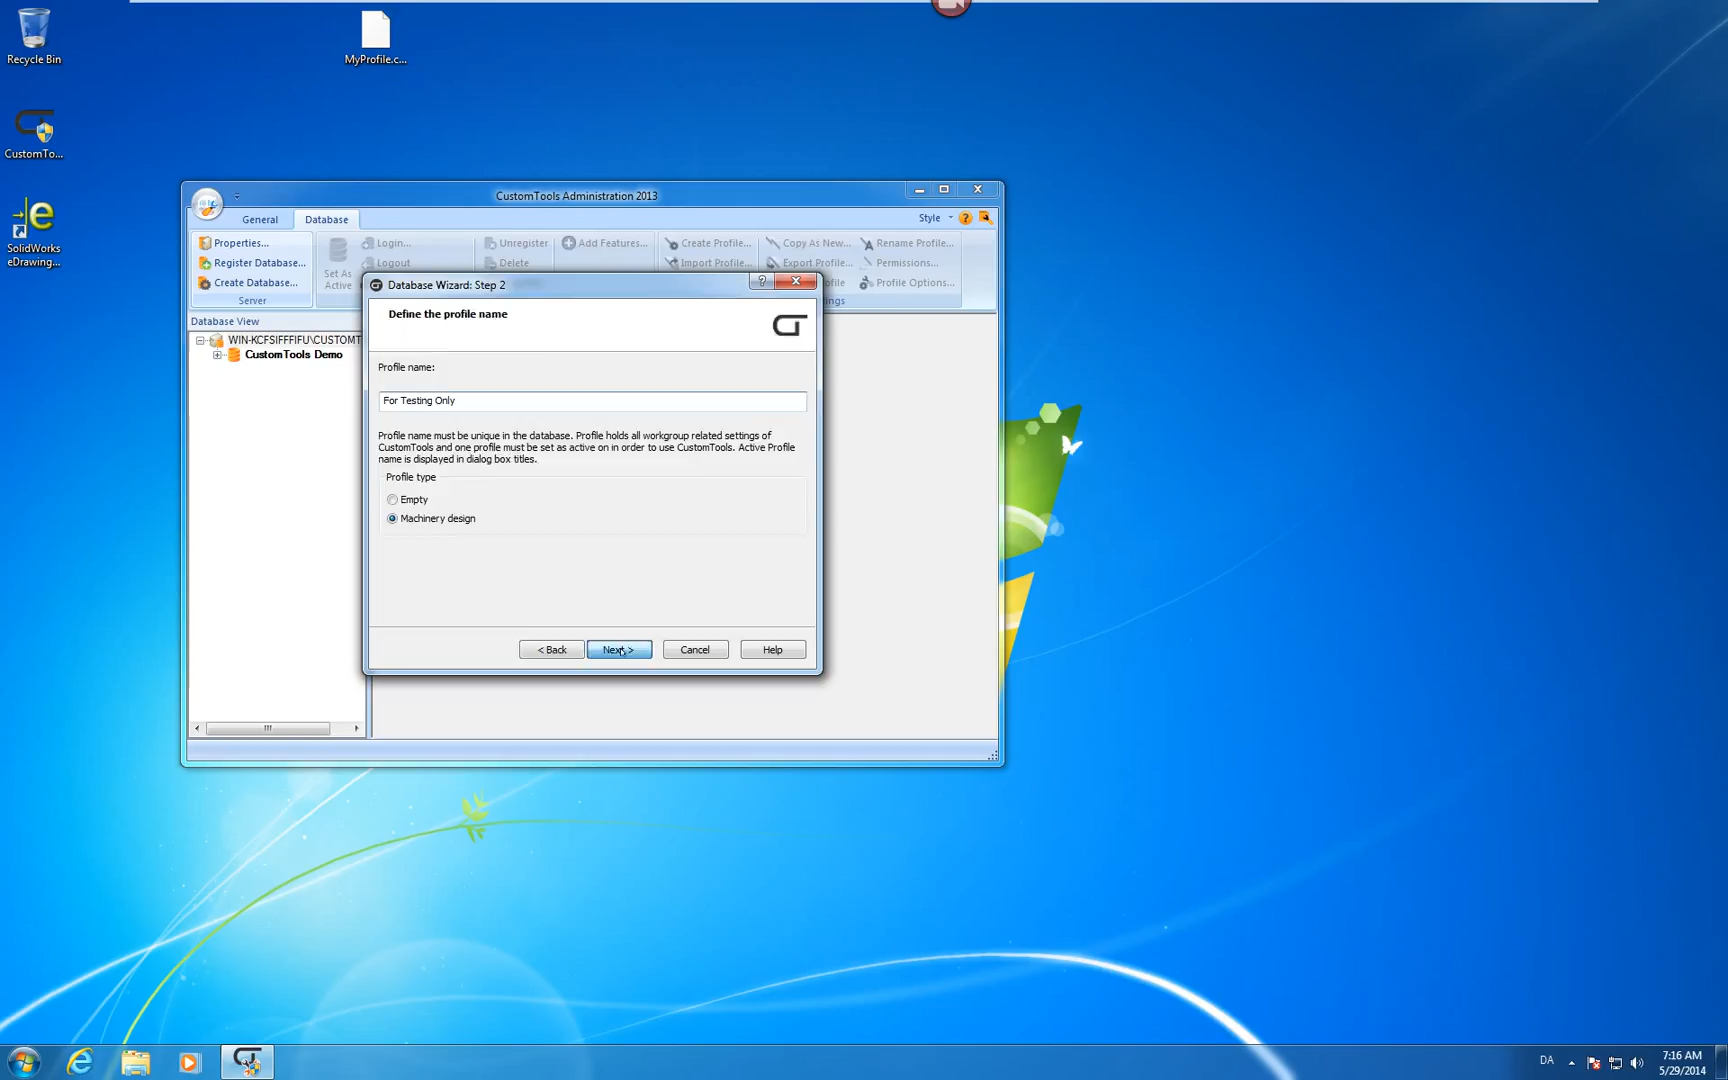 Recycle Bin
MyProfile.c...
CustomTo...
SolidWorks
eDrawing...
CustomTools Administration 2013
General
Database
Style
Properties...
Register Database...
Create Database...
Server
Set As
Active
Login...
Logout
Unregister
Delete
Add Features...
Create Profile...
Import Profile...
Copy As New...
Export Profile...
file
Rename Profile...
Permissions...
Profile Options...
ings
Database View
WIN-KCFSIFFFIFU\CUSTOMT
CustomTools Demo
Database Wizard: Step 2
Define the profile name
Profile name:
For Testing Only
Profile name must be unique in the database. Profile holds all workgroup related settings of
CustomTools and one profile must be set as active on in order to use CustomTools. Active Profile
name is displayed in dialog box titles.
Profile type
Empty
Machinery design
< Back
Next >
Cancel
Help
DA
7:16 AM
5/29/2014